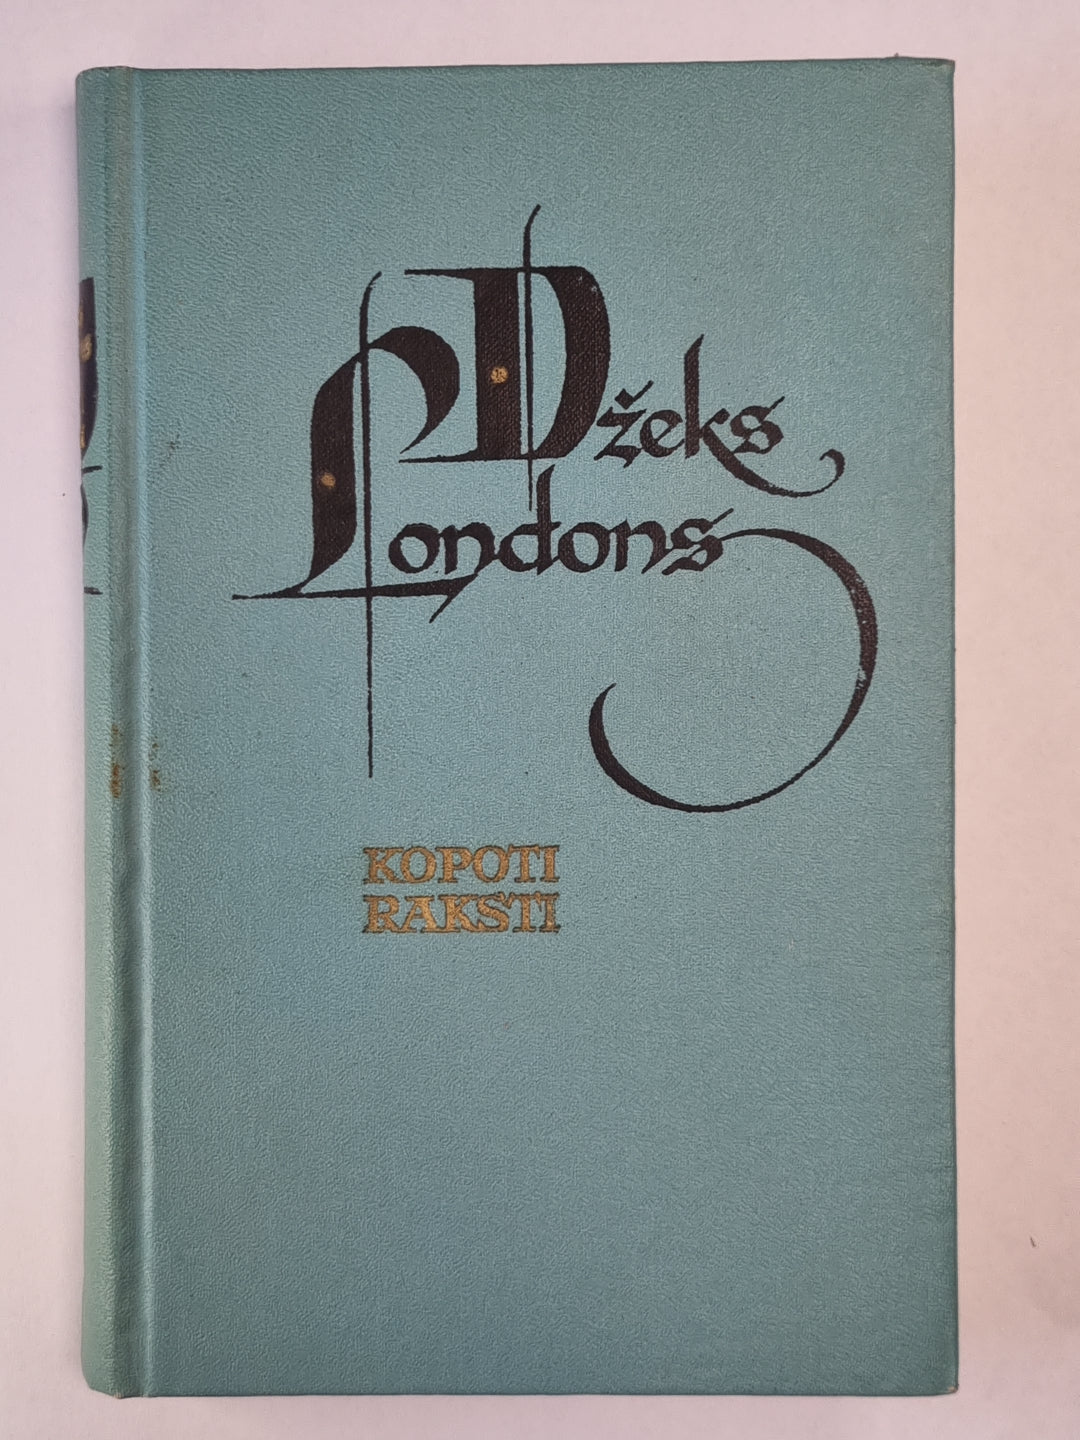 Džeks
Londons
KOPOTI
RAKSTI